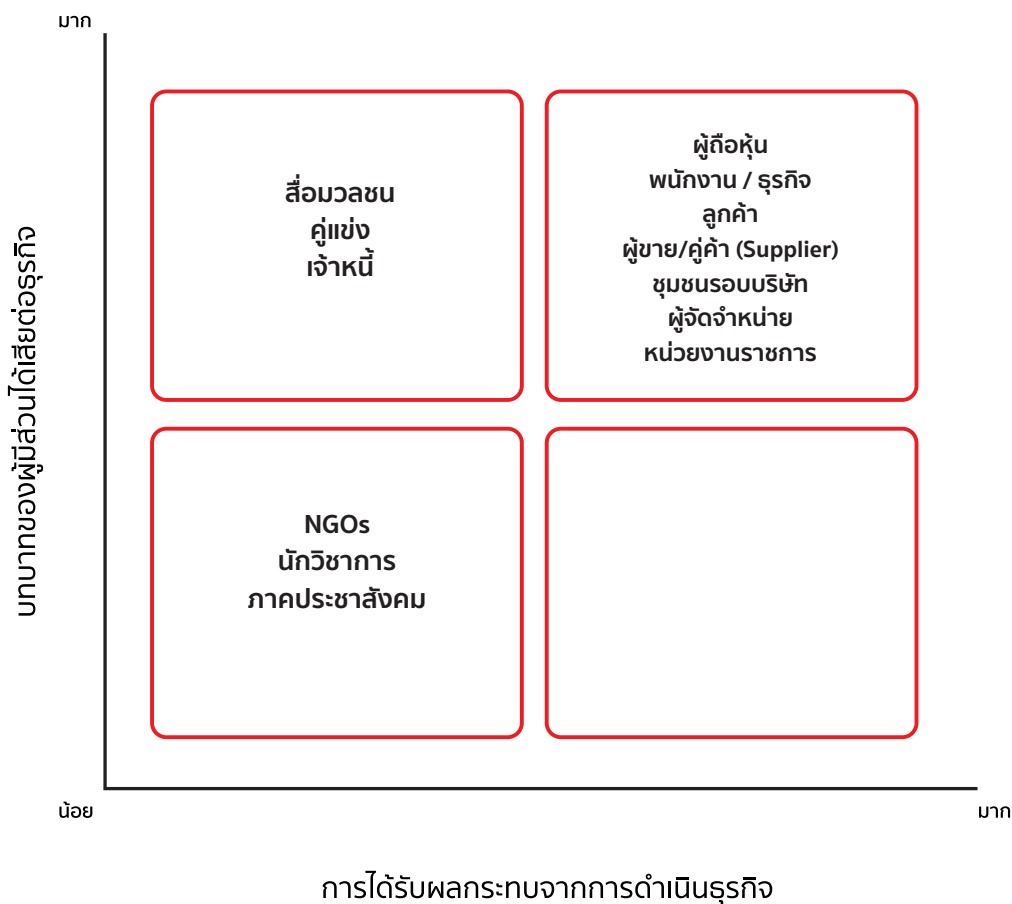 มาก
บทบาทของผู้มีส่วนได้เสียต่อธุรกิจ
สื่อมวลชน
คู่แข่ง
เจ้าหนี้
ผู้ถือหุ้น
พนักงาน / ธุรกิจ
ลูกค้า
ผู้ขาย/คู่ค้า (Supplier)
ชุมชนรอบบริษัท
ผู้จัดจำหน่าย
หน่วยงานราชการ
NGOs
นักวิชาการ
ภาคประชาสังคม
น้อย
มาก
การได้รับผลกระทบจากการดำเนินธุรกิจ